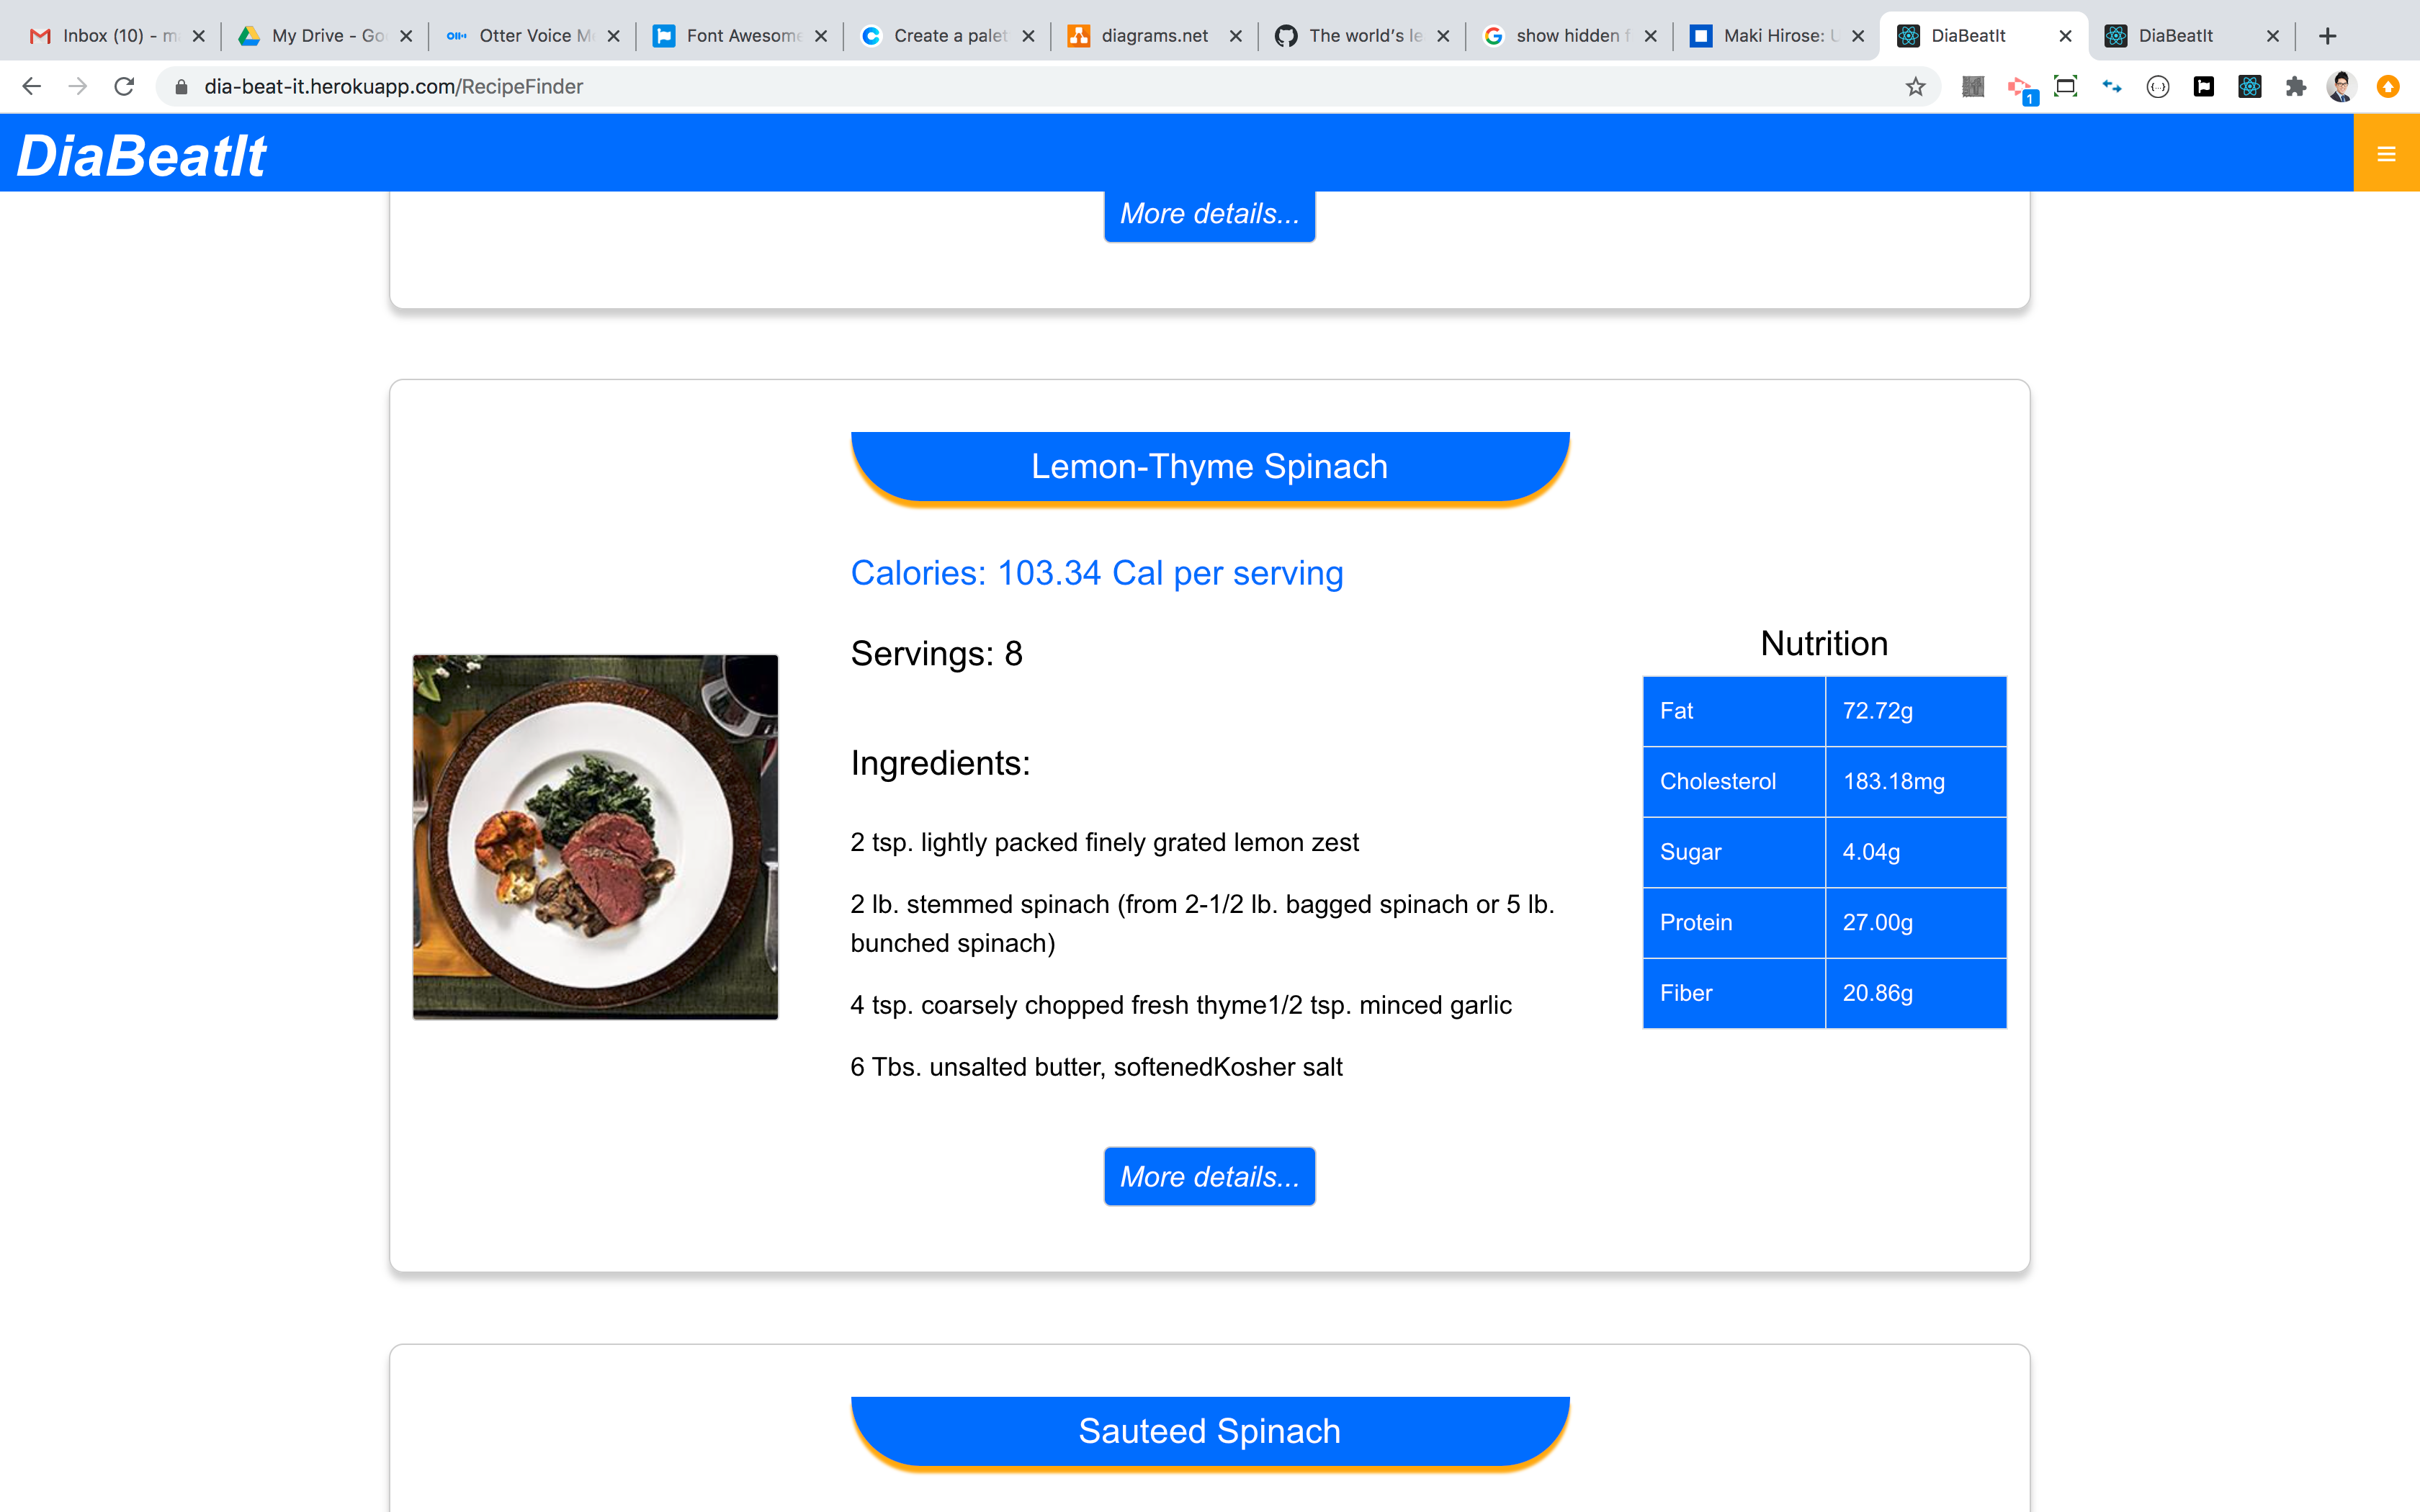 Inbox (10) - m
My Drive - Go
Otter Voice M
Font Awesome
Create a palet
diagrams.net
The world's le
show hidden f
Maki Hirose: U
DiaBeatIt
DiaBeatIt
dia-beat-it.herokuapp.com/RecipeFinder
1
DiaBeatIt
More details...
Lemon-Thyme Spinach
Calories: 103.34 Cal per serving
Servings: 8
Ingredients:
2 tsp. lightly packed finely grated lemon zest
2 lb. stemmed spinach (from 2-1/2 lb. bagged spinach or 5 lb.
bunched spinach)
4 tsp. coarsely chopped fresh thyme1/2 tsp. minced garlic
6 Tbs. unsalted butter, softenedKosher salt
Nutrition
Fat 72.72g
Cholesterol 183.18mg
Sugar 4.04g
Protein 27.00g
Fiber 20.86g
More details...
Sauteed Spinach